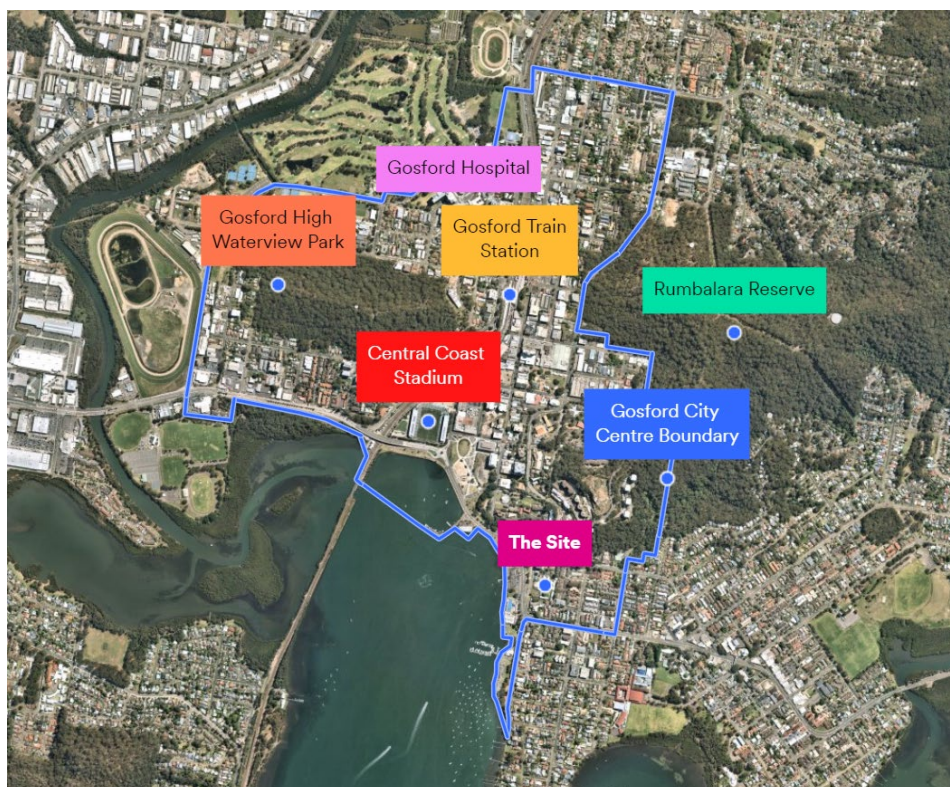 Gosford Hospital
Gosford High
Waterview Park
Gosford Train
Station
Rumbalara Reserve
Central Coast
Stadium
Gosford City
Centre Boundary
The Site